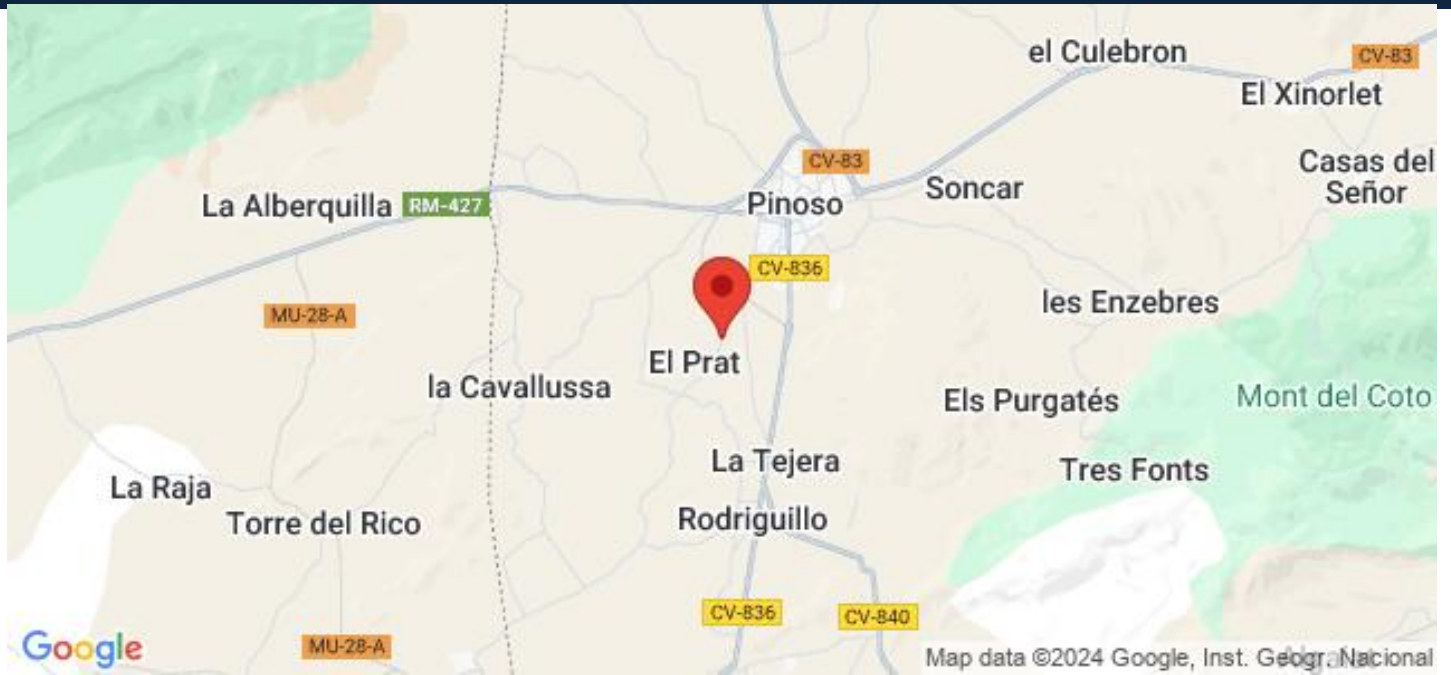 el Culebron
CV-83
El Xinorlet
CV-83
Casas del
Señor
La Alberquilla
RM-427
Pinoso
Soncar
CV-836
les Enzebres
MU-28-A
El Prat
la Cavallussa
Els Purgatés
Mont del Coto
La Tejera
Tres Fonts
La Raja
Torre del Rico
Rodriguillo
CV-836
CV-840
Google
MU-28-A
Map data ©2024 Google, Inst. Geogr. Nacional